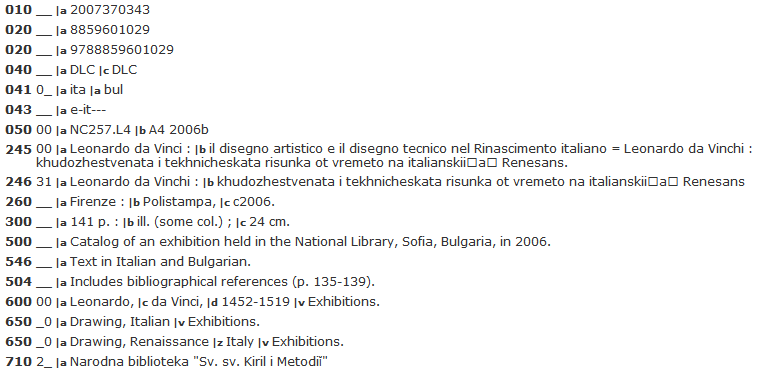 010 __ |a 2007370343
020 __ |a 8859601029
020 __ |a 9788859601029
040 __ |a DLC |c DLC
041 0_ |a ita |a bul
043 __ |a e-it---
050 00 |a NC257.L4 |b A4 2006b
245 00 |a Leonardo da Vinci : |b il disegno artistico e il disegno tecnico nel Rinascimento italiano = Leonardo da Vinchi :
khudozhestvenata i tekhnicheskata risunka ot vremeto na italianskii□a□ Renesans.
246 31 |a Leonardo da Vinchi : |b khudozhestvenata i tekhnicheskata risunka ot vremeto na italianskii□a□ Renesans
260 __ |a Firenze : |b Polistampa, |c c2006.
300 __ |a 141 p. : |b ill. (some col.) ; |c 24 cm.
500 __ |a Catalog of an exhibition held in the National Library, Sofia, Bulgaria, in 2006.
546 __ |a Text in Italian and Bulgarian.
504 __ |a Includes bibliographical references (p. 135-139).
600 00 |a Leonardo, |c da Vinci, |d 1452-1519 |v Exhibitions.
650 _0 |a Drawing, Italian |v Exhibitions.
650 _0 |a Drawing, Renaissance |z Italy |v Exhibitions.
710 2_ |a Narodna biblioteka "Sv. sv. Kiril i Metodiĭ"